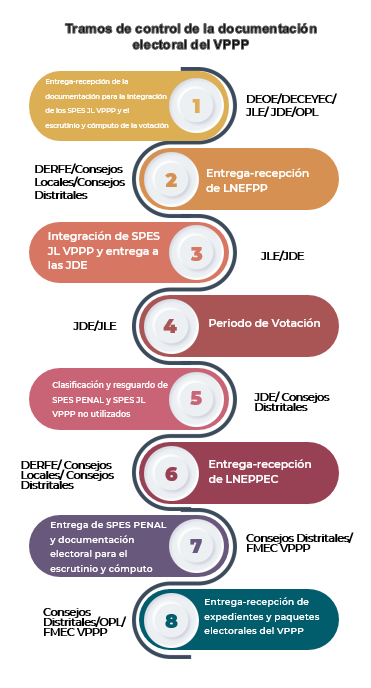 Tramos de control de la documentación
electoral del VPPP
Entrega-recepción de la
documentación para la integración
de los SPES JL VPPP y el
escrutinio y cómputo de la votación
1
DEOE/DECEYEC/
JLE/ JDE/OPL
DERFE/Consejos
Locales/Consejos
Distritales
2
Entrega-recepción
de LNEFPP
Integración de SPES
JL VPPP y entrega a
las JDE
3
JLE/JDE
JDE/JLE
4
Periodo de Votación
Clasificación y resguardo de
SPES PENAL y SPES JL
VPPP no utilizados
5
JDE/ Consejos
Distritales
DERFE/ Consejos
Locales/ Consejos
Distritales
6
Entrega-recepción
de LNEPPEC
Entrega de SPES PENAL
y documentación
electoral para el
escrutinio y cómputo
7
Consejos Distritales/
FMEC VPPP
Consejos
Distritales/OPL/
FMEC VPPP
8
Entrega-recepción de
expedientes y paquetes
electorales del VPPP